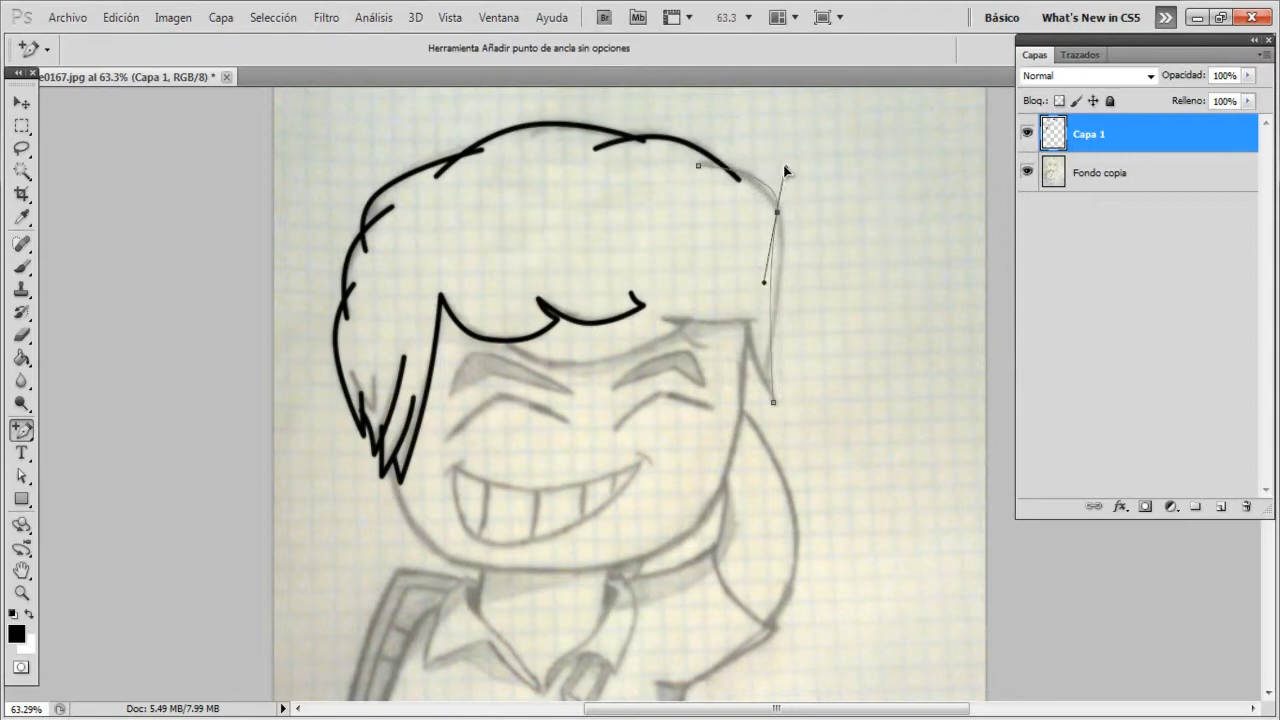 Ps Archivo Edición Imagen Capa Selección Filtro Análisis 3D Vista Ventana Ayuda Br Mb 63.3 Básico What's New in CS5
Herramienta Añadir punto de ancla sin opciones
e0167.jpg al 63.3% (Capa 1, RGB/8) *
Capas Trazados
Normal Opacidad: 100%
Bloq.: Relleno: 100%
Capa 1
Fondo copia
T
fx
63.29% Doc: 5.49 MB/7.99 MB